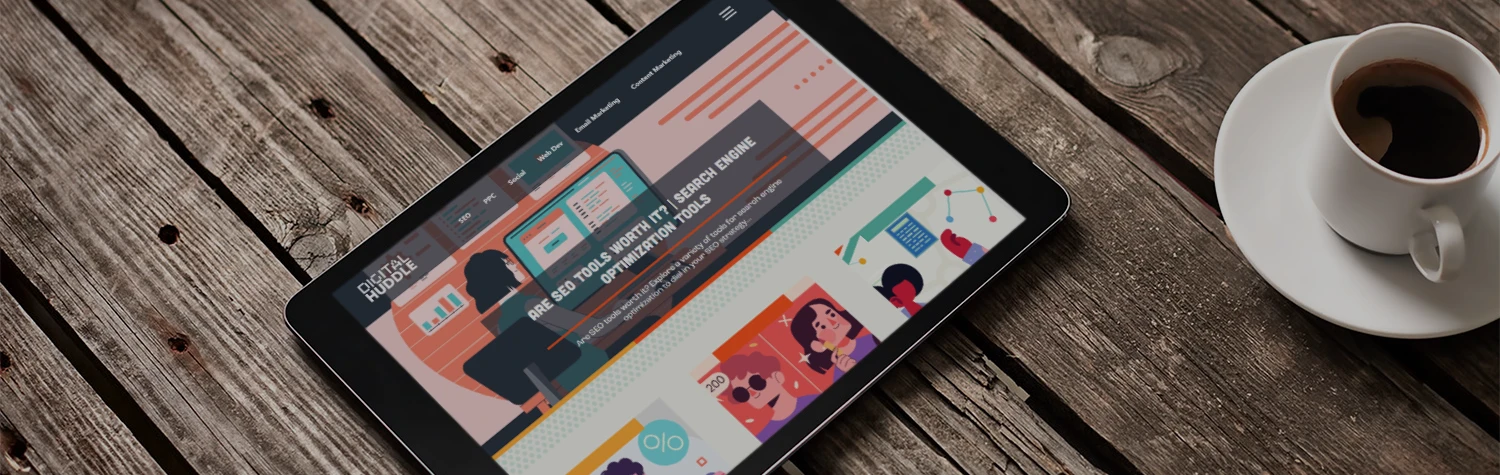 DIGITAL
HUDDLE
SEO PPC Social Web Dev Email Marketing Content Marketing
ARE SEO TOOLS WORTH IT? | SEARCH ENGINE
OPTIMIZATION TOOLS
Are SEO tools worth it? Explore a variety of tools for search engine
optimization to dial in your SEO strategy...
200
%